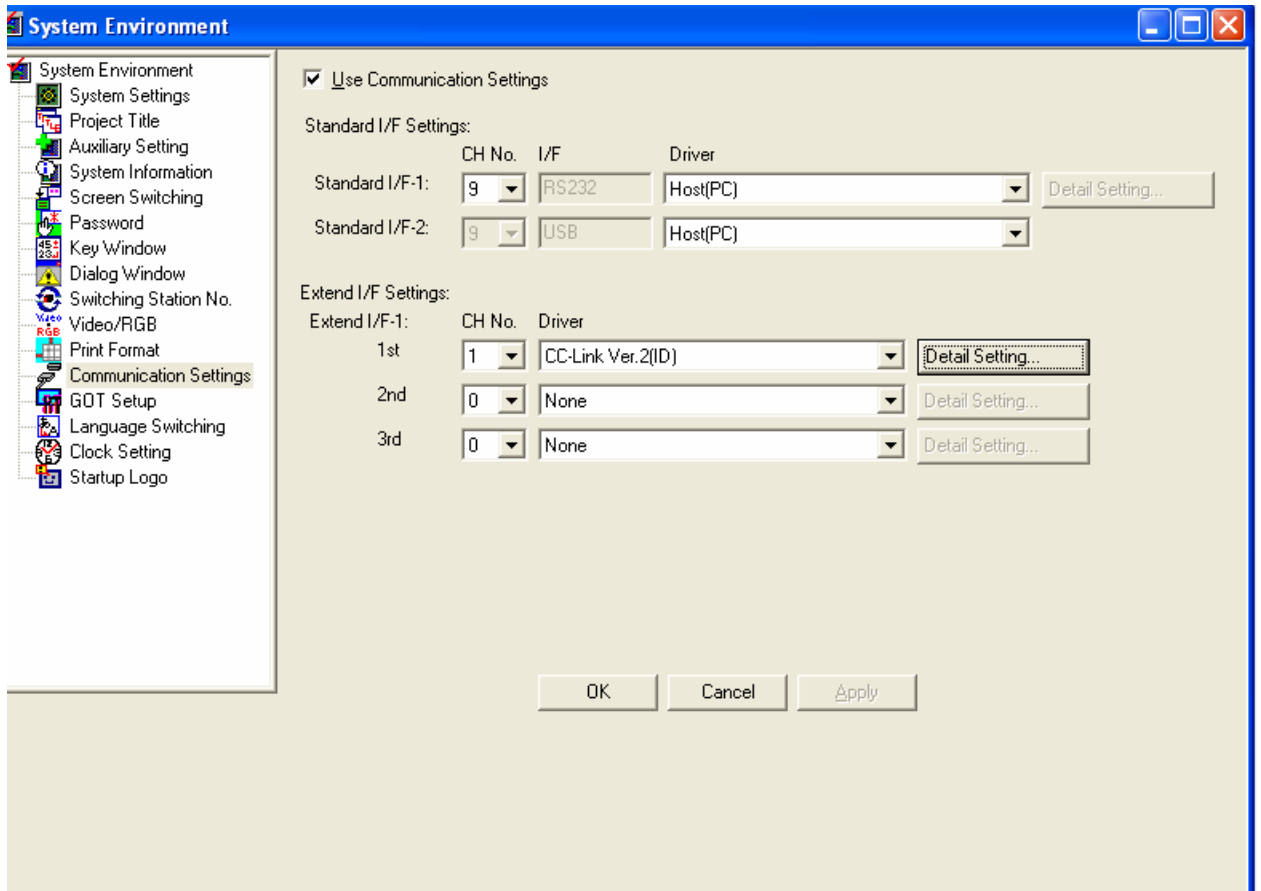 System Environment
System Environment
System Settings
Project Title
Auxiliary Setting
System Information
Screen Switching
Password
Key Window
Dialog Window
Switching Station No.
Video/RGB
Print Format
Communication Settings
GOT Setup
Language Switching
Clock Setting
Startup Logo
Use Communication Settings
Standard I/F Settings:
CH No. I/F Driver
Standard I/F-1: 9 RS232 Host(PC) Detail Setting...
Standard I/F-2: 9 USB Host(PC)
Extend I/F Settings:
Extend I/F-1: CH No. Driver
1st 1 CC-Link Ver.2(ID) Detail Setting...
2nd 0 None Detail Setting...
3rd 0 None Detail Setting...
OK Cancel Apply